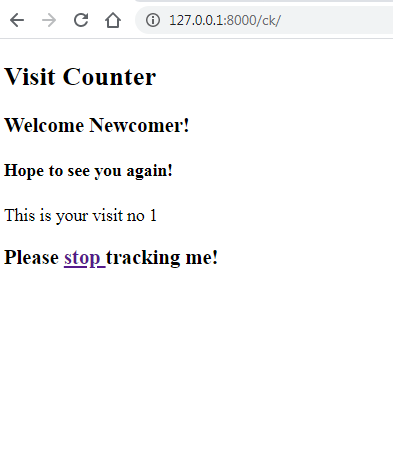 127.0.0.1:8000/ck/
Visit Counter
Welcome Newcomer!
Hope to see you again!
This is your visit no 1
Please stop tracking me!